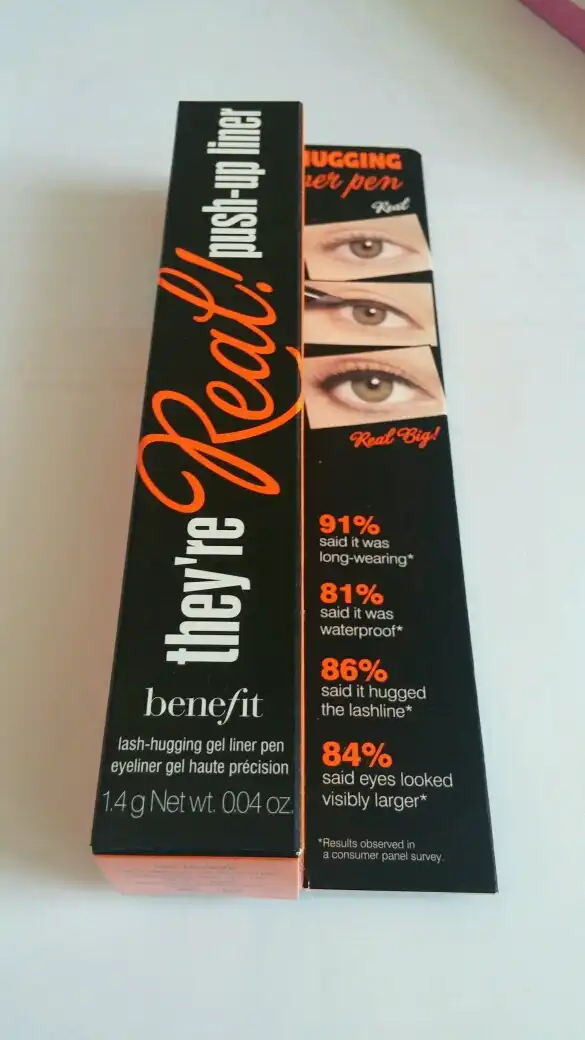 they're Real! push-up liner
benefit
lash-hugging gel liner pen
eyeliner gel haute précision
1.4 g Net wt. 0.04 oz.
HUGGING
er pen
Real
Real Big!
91%
said it was
long-wearing*
81%
said it was
waterproof*
86%
said it hugged
the lashline*
84%
said eyes looked
visibly larger*
*Results observed in
a consumer panel survey.